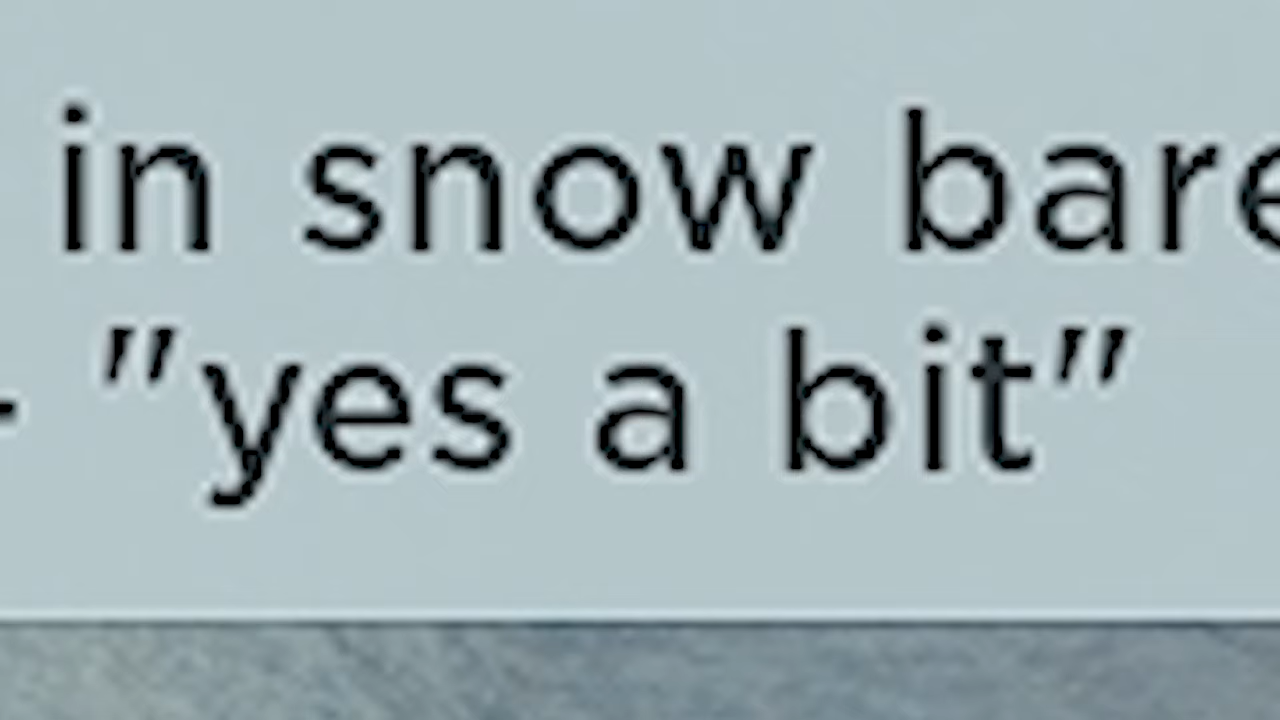 in snow bare
- "yes a bit"